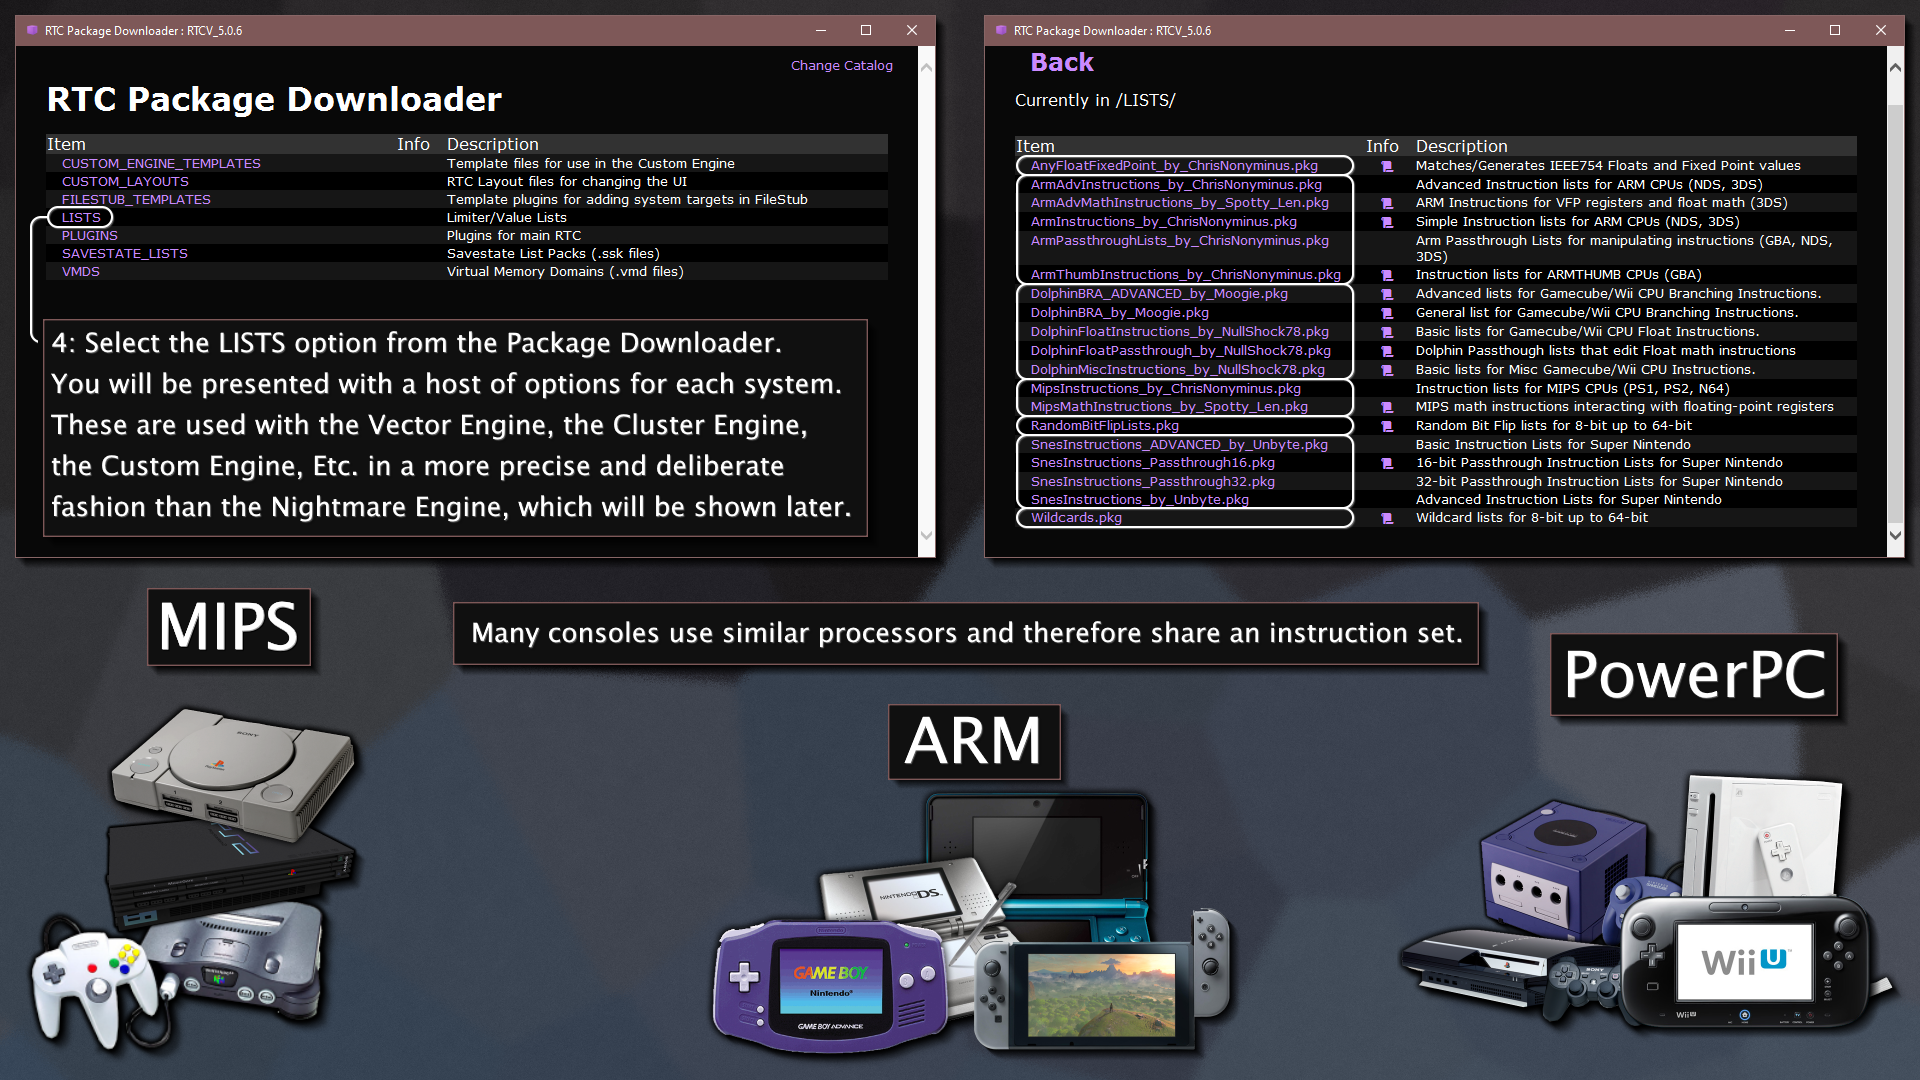 RTC Package Downloader : RTCV_5.0.6
Change Catalog
RTC Package Downloader
Item Info Description
CUSTOM_ENGINE_TEMPLATES Template files for use in the Custom Engine
CUSTOM_LAYOUTS RTC Layout files for changing the UI
FILESTUB_TEMPLATES Template plugins for adding system targets in FileStub
LISTS Limiter/Value Lists
PLUGINS Plugins for main RTC
SAVESTATE_LISTS Savestate List Packs (.ssk files)
VMDS Virtual Memory Domains (.vmd files)
4: Select the LISTS option from the Package Downloader.
You will be presented with a host of options for each system.
These are used with the Vector Engine, the Cluster Engine,
the Custom Engine, Etc. in a more precise and deliberate
fashion than the Nightmare Engine, which will be shown later.
RTC Package Downloader : RTCV_5.0.6
Back
Currently in /LISTS/
Item Info Description
AnyFloatFixedPoint_by_ChrisNonyminus.pkg Matches/Generates IEEE754 Floats and Fixed Point values
ArmAdvInstructions_by_ChrisNonyminus.pkg Advanced Instruction lists for ARM CPUs (NDS, 3DS)
ArmAdvMathInstructions_by_Spotty_Len.pkg ARM Instructions for VFP registers and float math (3DS)
ArmInstructions_by_ChrisNonyminus.pkg Simple Instruction lists for ARM CPUs (NDS, 3DS)
ArmPassthroughLists_by_ChrisNonyminus.pkg Arm Passthrough Lists for manipulating instructions (GBA, NDS,
3DS)
ArmThumbInstructions_by_ChrisNonyminus.pkg Instruction lists for ARMTHUMB CPUs (GBA)
DolphinBRA_ADVANCED_by_Moogie.pkg Advanced lists for Gamecube/Wii CPU Branching Instructions.
DolphinBRA_by_Moogie.pkg General list for Gamecube/Wii CPU Branching Instructions.
DolphinFloatInstructions_by_NullShock78.pkg Basic lists for Gamecube/Wii CPU Float Instructions.
DolphinFloatPassthrough_by_NullShock78.pkg Dolphin Passthough lists that edit Float math instructions
DolphinMiscInstructions_by_NullShock78.pkg Basic lists for Misc Gamecube/Wii CPU Instructions.
MipsInstructions_by_ChrisNonyminus.pkg Instruction lists for MIPS CPUs (PS1, PS2, N64)
MipsMathInstructions_by_Spotty_Len.pkg MIPS math instructions interacting with floating-point registers
RandomBitFlipLists.pkg Random Bit Flip lists for 8-bit up to 64-bit
SnesInstructions_ADVANCED_by_Unbyte.pkg Basic Instruction Lists for Super Nintendo
SnesInstructions_Passthrough16.pkg 16-bit Passthrough Instruction Lists for Super Nintendo
SnesInstructions_Passthrough32.pkg 32-bit Passthrough Instruction Lists for Super Nintendo
SnesInstructions_by_Unbyte.pkg Advanced Instruction Lists for Super Nintendo
Wildcards.pkg Wildcard lists for 8-bit up to 64-bit
MIPS
Many consoles use similar processors and therefore share an instruction set.
PowerPC
ARM
SONY
NINTENDO DS
GAME BOY
Nintendo
GAME BOY ADVANCE
Wii U
Wii U